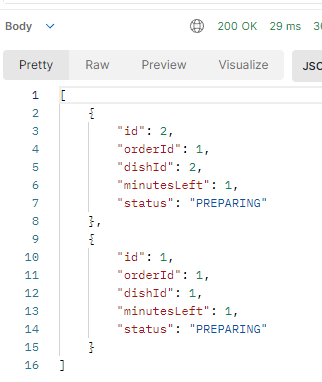 Body 200 OK 29 ms
Pretty Raw Preview Visualize
1 [
2 {
3 "id": 2,
4 "orderId": 1,
5 "dishId": 2,
6 "minutesLeft": 1,
7 "status": "PREPARING"
8 },
9 {
10 "id": 1,
11 "orderId": 1,
12 "dishId": 1,
13 "minutesLeft": 1,
14 "status": "PREPARING"
15 }
16 ]